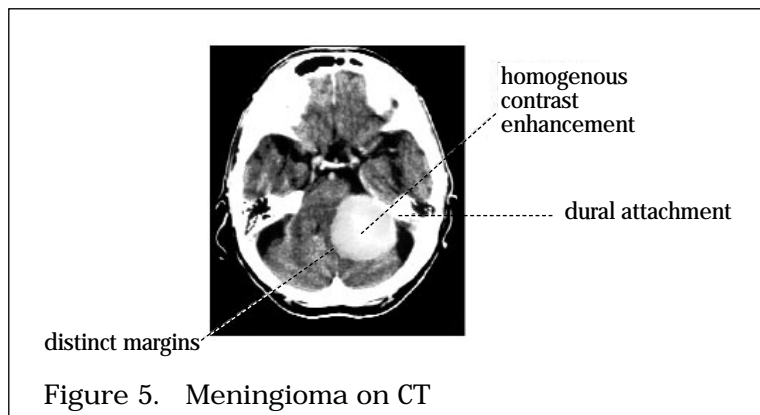 homogenous
contrast
enhancement
dural attachment
distinct margins
Figure 5. Meningioma on CT